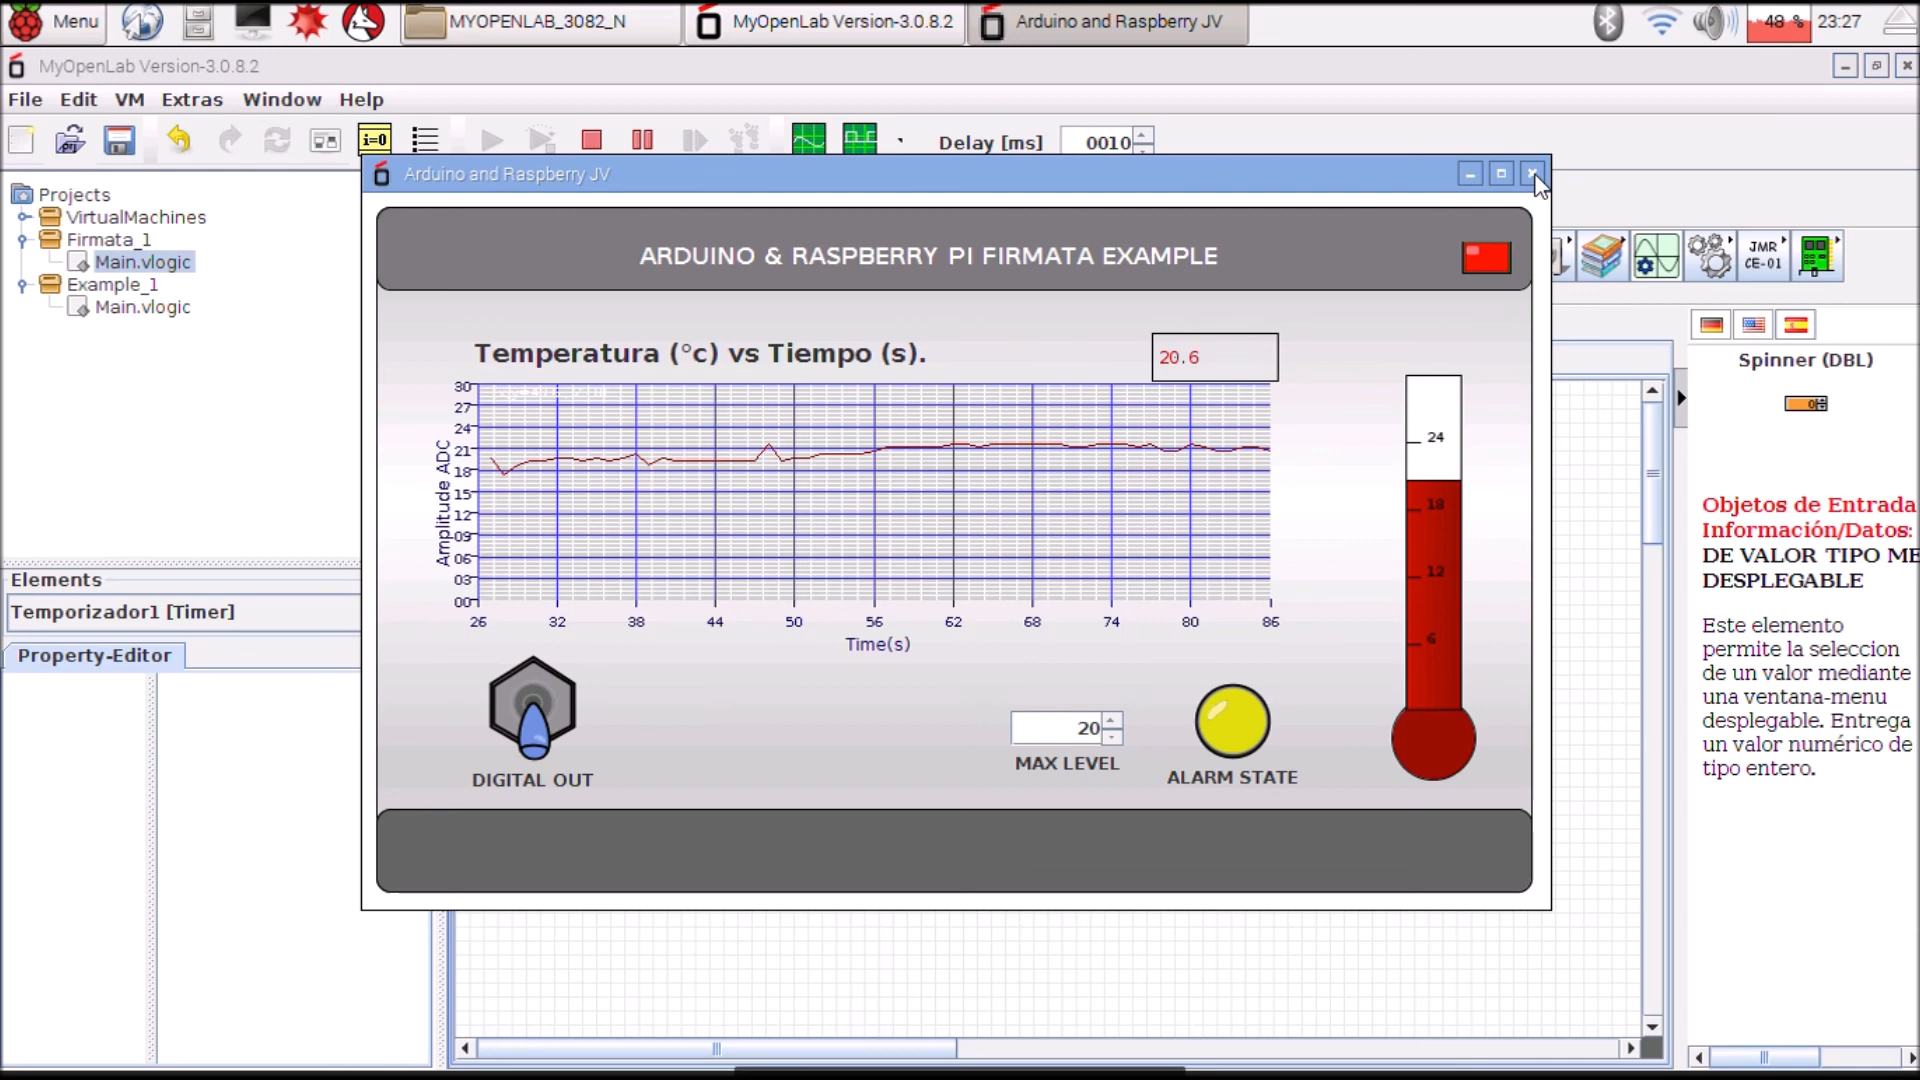 Menu
MYOPENLAB_3082_N
MyOpenLab Version-3.0.8.2
Arduino and Raspberry JV
48 %
23:27
MyOpenLab Version-3.0.8.2
File Edit VM Extras Window Help
i=0
Delay [ms]
0010
Arduino and Raspberry JV
Projects
VirtualMachines
Firmata_1
Main.vlogic
Example_1
Main.vlogic
Elements
Temporizador1 [Timer]
Property-Editor
ARDUINO & RASPBERRY PI FIRMATA EXAMPLE
Temperatura (°c) vs Tiempo (s).
20.6
Amplitude ADC
30
27
24
21
18
15
12
09
06
03
00
26 32 38 44 50 56 62 68 74 80 86
Time(s)
24
18
12
6
DIGITAL OUT
20
MAX LEVEL
ALARM STATE
JMR
CE-01
Spinner (DBL)
0
Objetos de Entrada
Información/Datos:
DE VALOR TIPO ME
DESPLEGABLE
Este elemento
permite la seleccion
de un valor mediante
una ventana-menu
desplegable. Entrega
un valor numérico de
tipo entero.